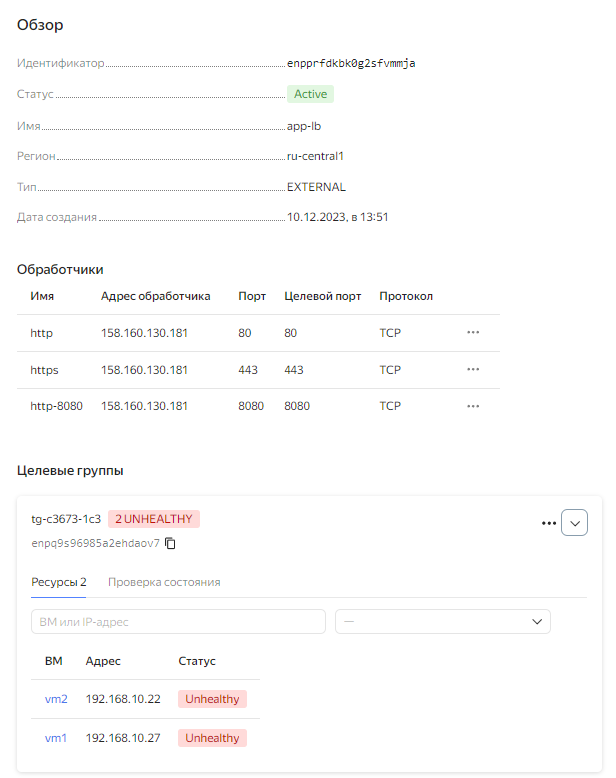 Обзор
Идентификатор enpprfdkbk0g2sfvmmja
Статус Active
Имя app-lb
Регион ru-central1
Тип EXTERNAL
Дата создания 10.12.2023, в 13:51
Обработчики
Имя Адрес обработчика Порт Целевой порт Протокол
http 158.160.130.181 80 80 TCP
https 158.160.130.181 443 443 TCP
http-8080 158.160.130.181 8080 8080 TCP
Целевые группы
tg-c3673-1c3 2 UNHEALTHY
enpq9s96985a2ehdaov7
Ресурсы 2 Проверка состояния
ВМ или IP-адрес —
ВМ Адрес Статус
vm2 192.168.10.22 Unhealthy
vm1 192.168.10.27 Unhealthy